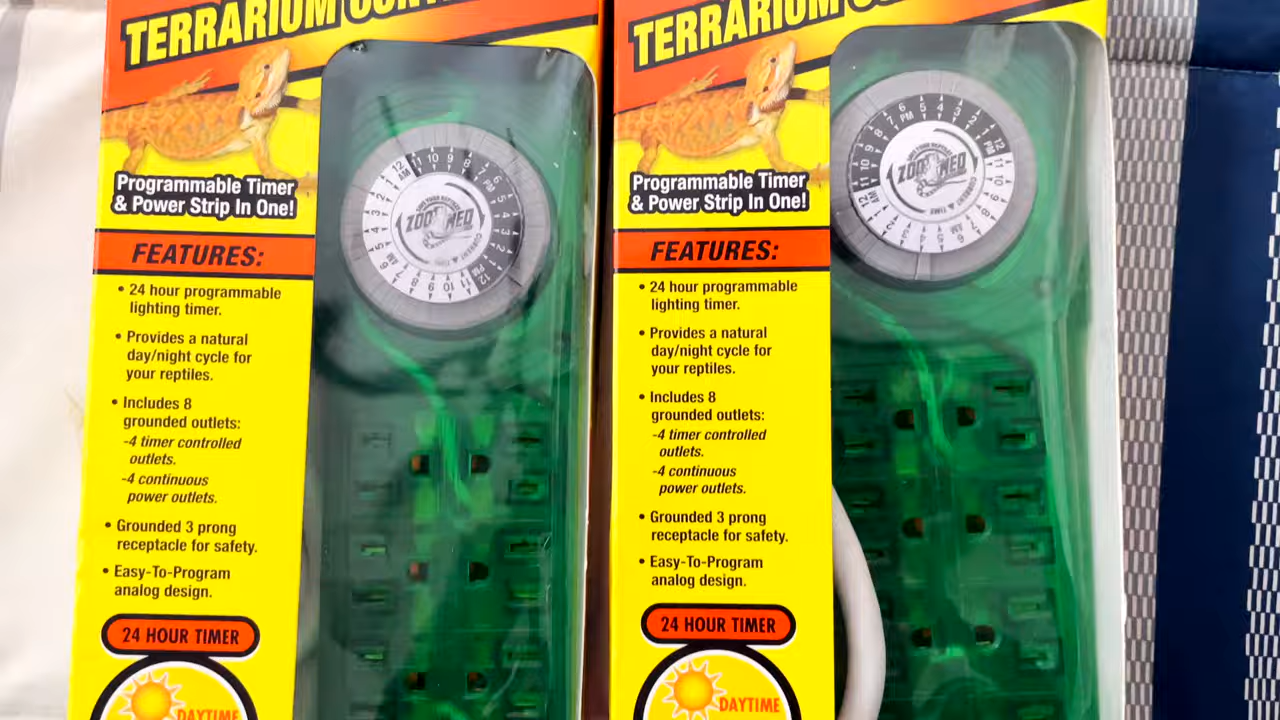 TERRARIUM
Programmable Timer
& Power Strip In One!
FEATURES:
• 24 hour programmable
lighting timer.
• Provides a natural
day/night cycle for
your reptiles.
• Includes 8
grounded outlets:
-4 timer controlled
outlets.
-4 continuous
power outlets.
• Grounded 3 prong
receptacle for safety.
• Easy-To-Program
analog design.
24 HOUR TIMER
DAYTIME
ZOO MED
TERRARIUM
Programmable Timer
& Power Strip In One!
FEATURES:
• 24 hour programmable
lighting timer.
• Provides a natural
day/night cycle for
your reptiles.
• Includes 8
grounded outlets:
-4 timer controlled
outlets.
-4 continuous
power outlets.
• Grounded 3 prong
receptacle for safety.
• Easy-To-Program
analog design.
24 HOUR TIMER
DAYTIME
ZOO MED